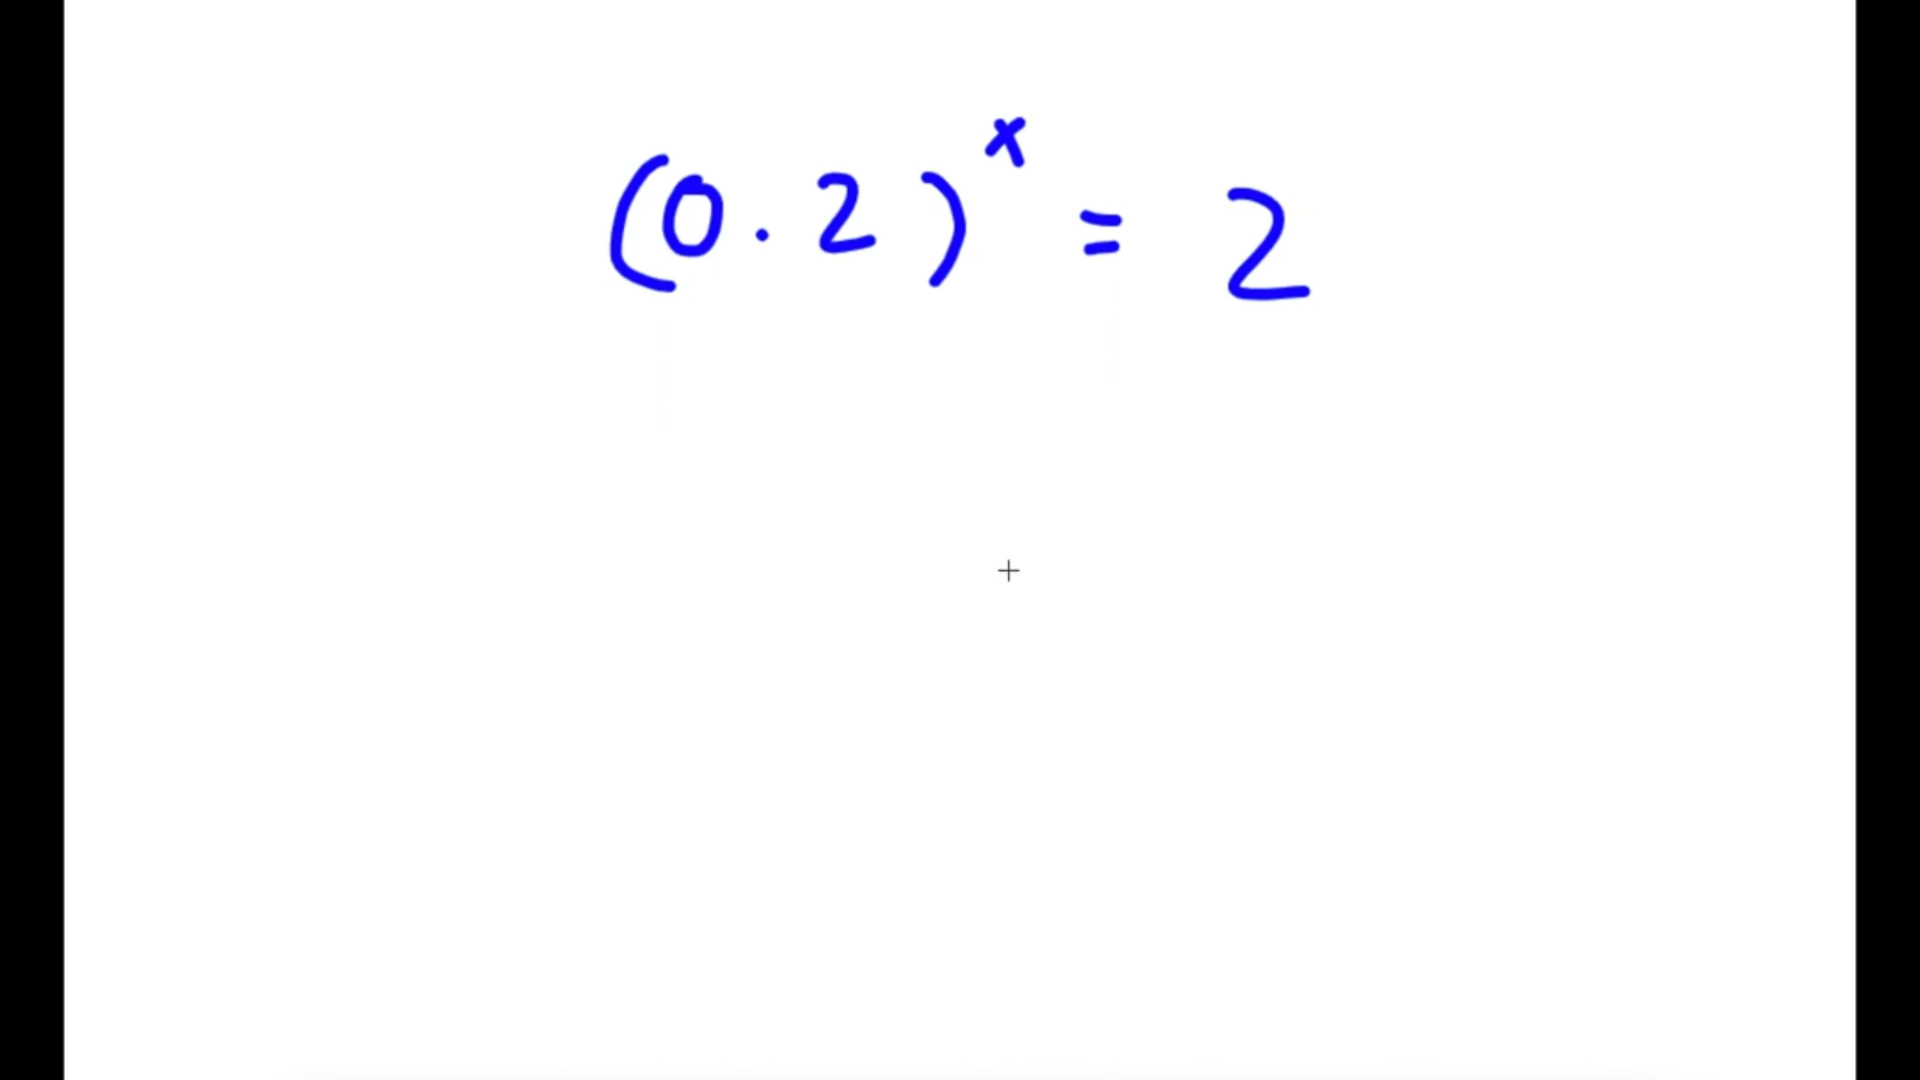 (0.2)ˣ = 2